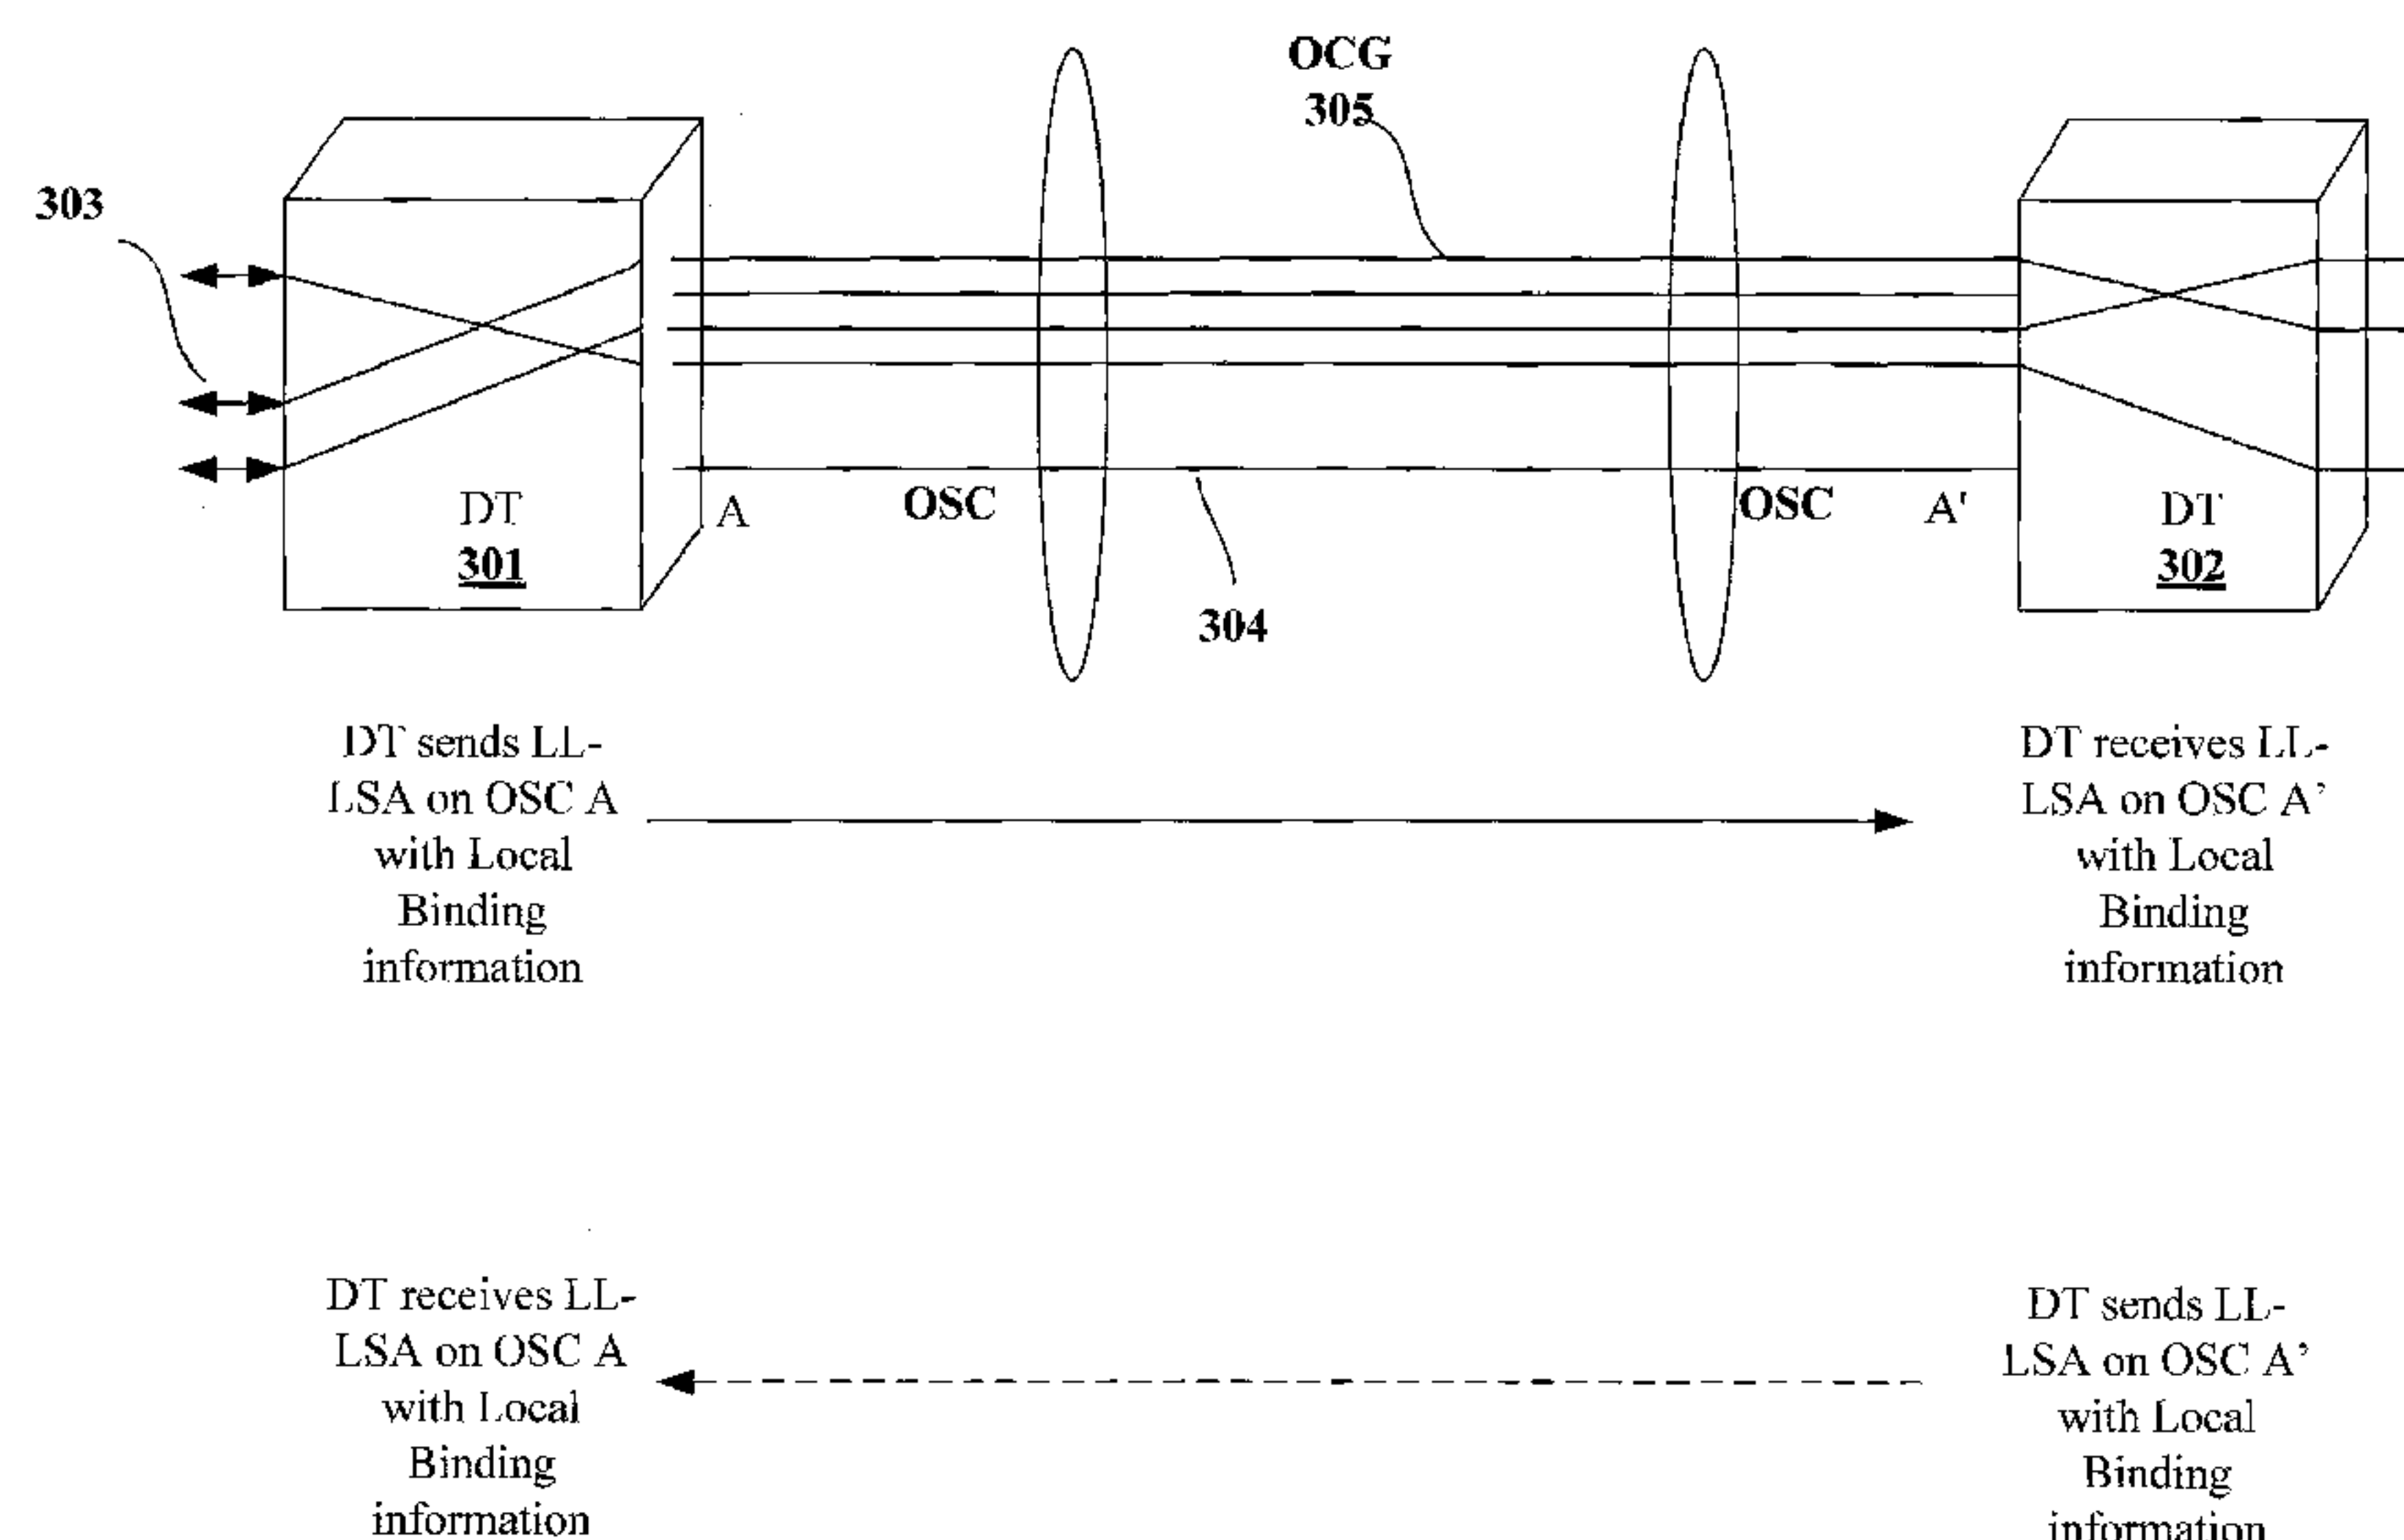 OCG
305
303
DT
301
A
OSC
OSC
A'
DT
302
304
DT sends LL-
LSA on OSC A
with Local
Binding
information
DT receives LL-
LSA on OSC A’
with Local
Binding
information
DT receives LL-
LSA on OSC A
with Local
Binding
information
DT sends LL-
LSA on OSC A’
with Local
Binding
information